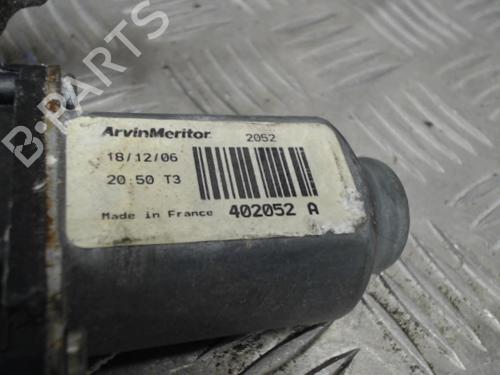 ArvinMeritor 2052
18/12/06
20:50 T3
Made in France 402052 A
B-PARTS